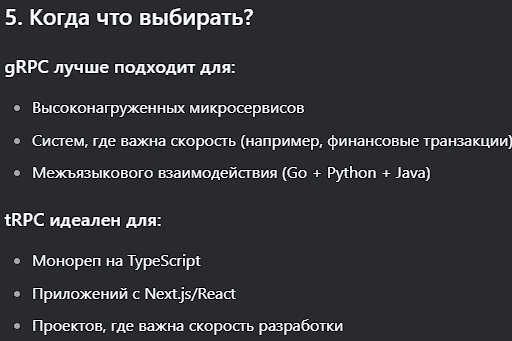 5. Когда что выбирать?
gRPC лучше подходит для:
Высоконагруженных микросервисов
Систем, где важна скорость (например, финансовые транзакции)
Межъязыкового взаимодействия (Go + Python + Java)
tRPC идеален для:
Монореп на TypeScript
Приложений с Next.js/React
Проектов, где важна скорость разработки